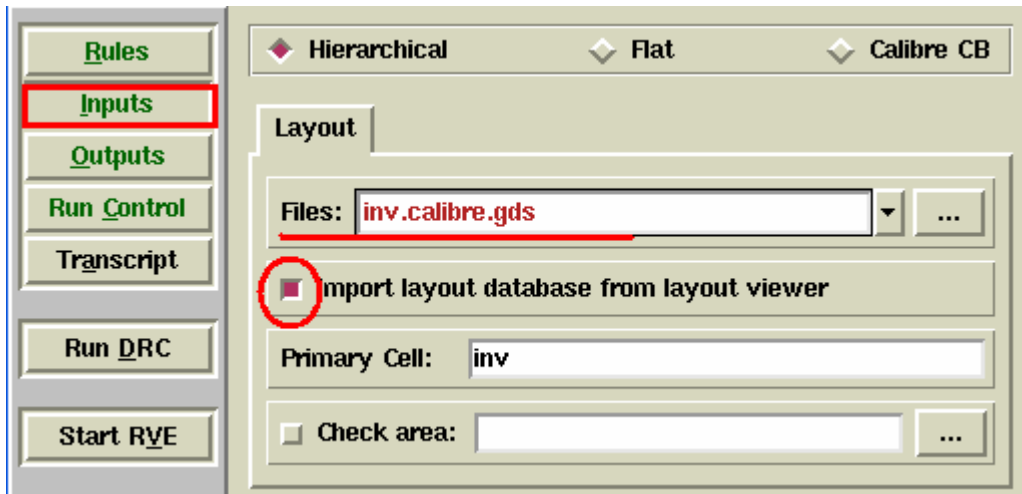 Rules
Inputs
Outputs
Run Control
Transcript
Run DRC
Start RVE
Hierarchical Flat Calibre CB
Layout
Files: inv.calibre.gds ...
Import layout database from layout viewer
Primary Cell: inv
Check area: ...